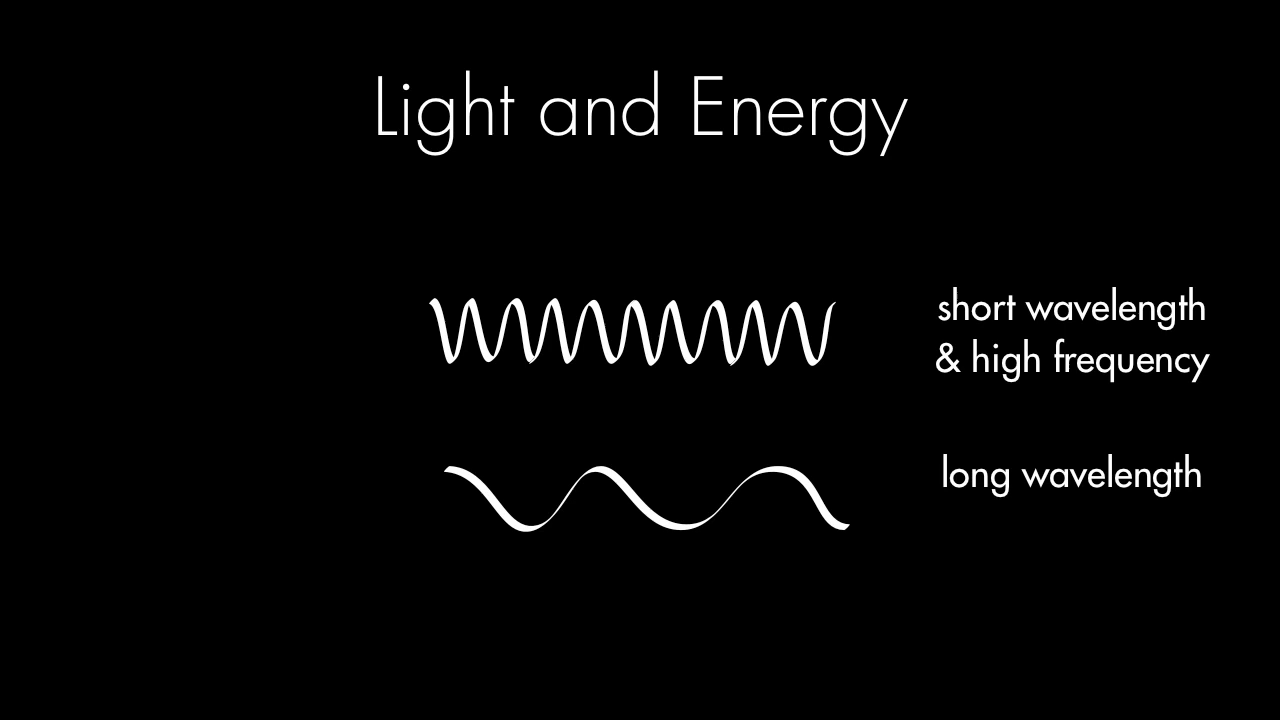 Light and Energy
short wavelength
& high frequency
long wavelength